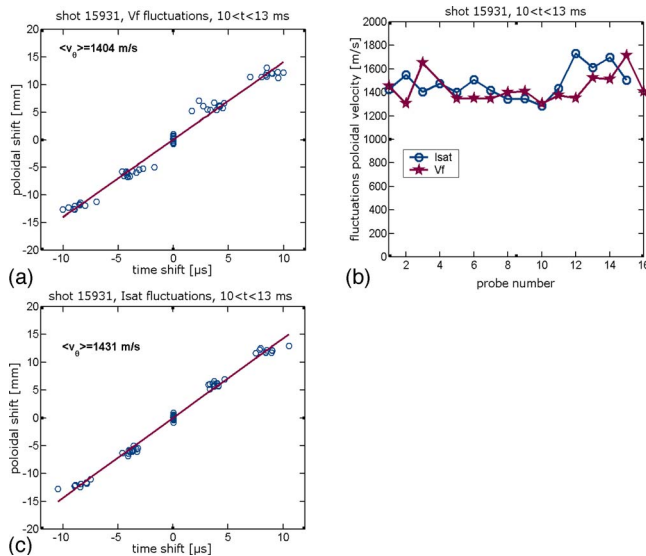 shot 15931, Vf fluctuations, 10<t<13 ms
<v_θ>=1404 m/s
poloidal shift [mm]
20
15
10
5
0
-5
-10
-15
-20
-10 -5 0 5 10
time shift [µs]
(a)
shot 15931, 10<t<13 ms
fluctuations poloidal velocity [m/s]
2000
1800
1600
1400
1200
1000
800
600
400
200
0
Isat
Vf
2 4 6 8 10 12 14 16
probe number
(b)
shot 15931, Isat fluctuations, 10<t<13 ms
<v_θ>=1431 m/s
poloidal shift [mm]
20
15
10
5
0
-5
-10
-15
-20
-10 -5 0 5 10
time shift [µs]
(c)